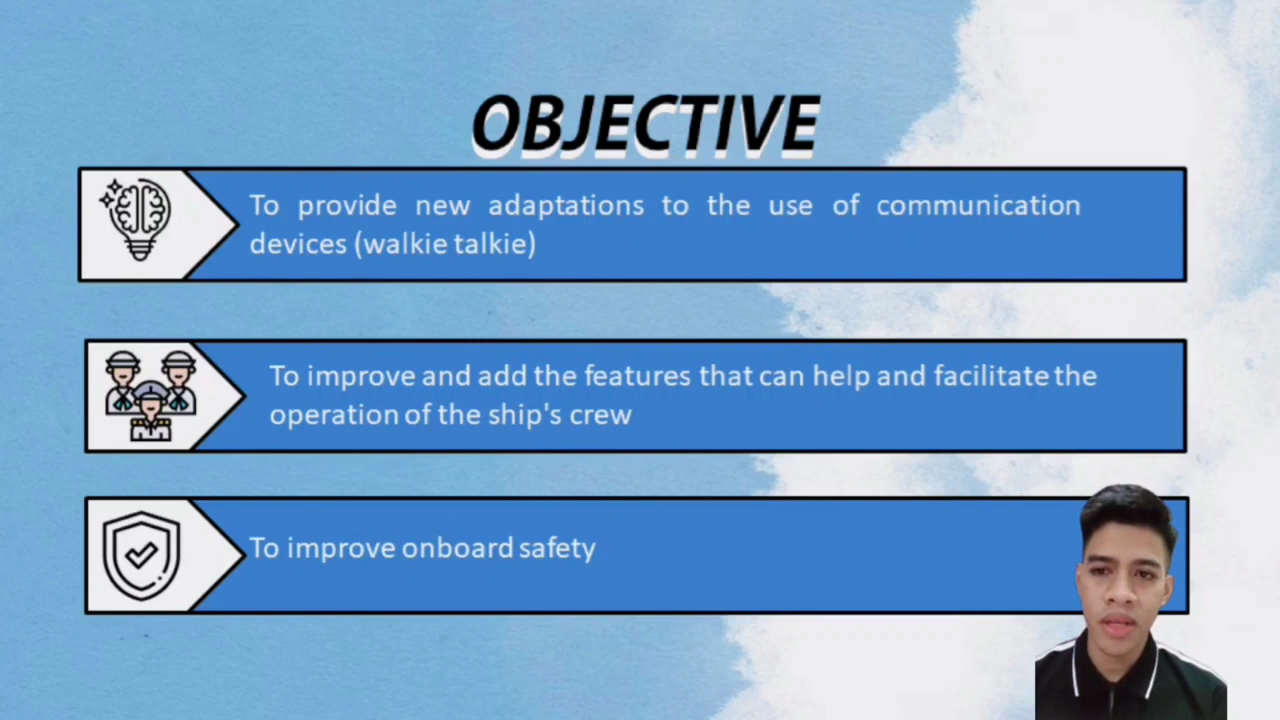 OBJECTIVE
To provide new adaptations to the use of communication
devices (walkie talkie)
To improve and add the features that can help and facilitate the
operation of the ship's crew
To improve onboard safety